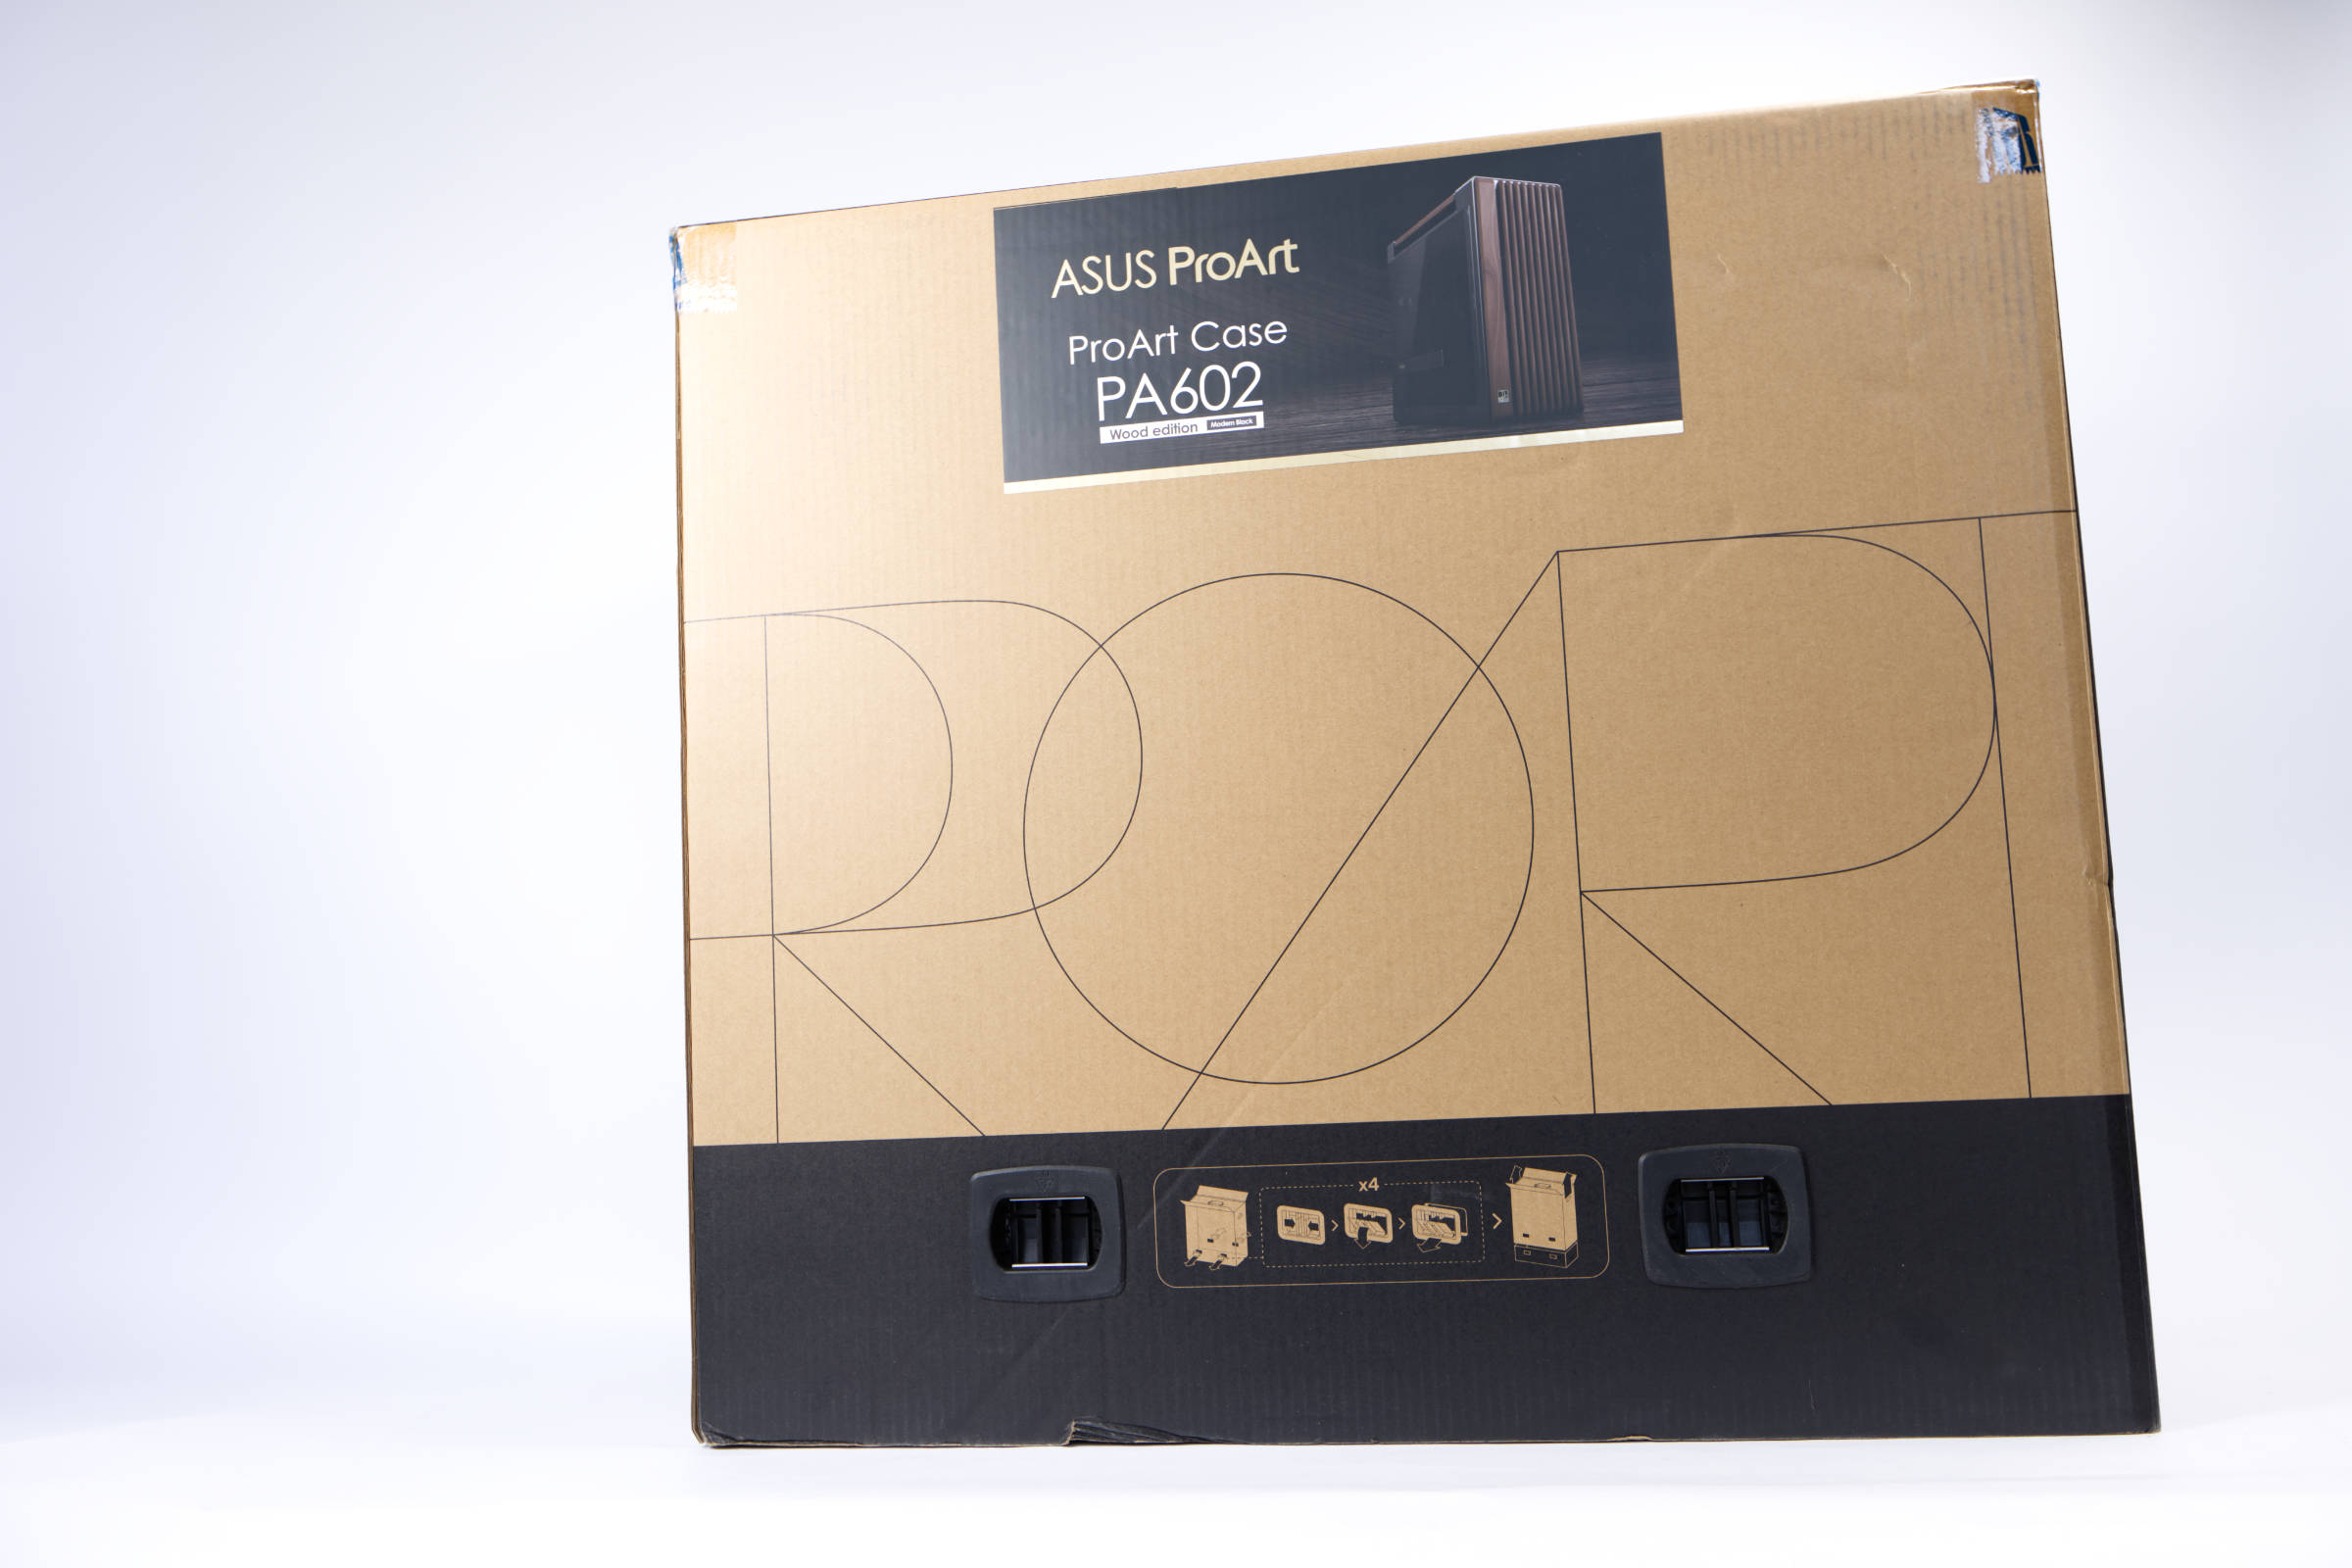 ASUS ProArt
ProArt Case
PA602
Wood edition Modern Black
x4